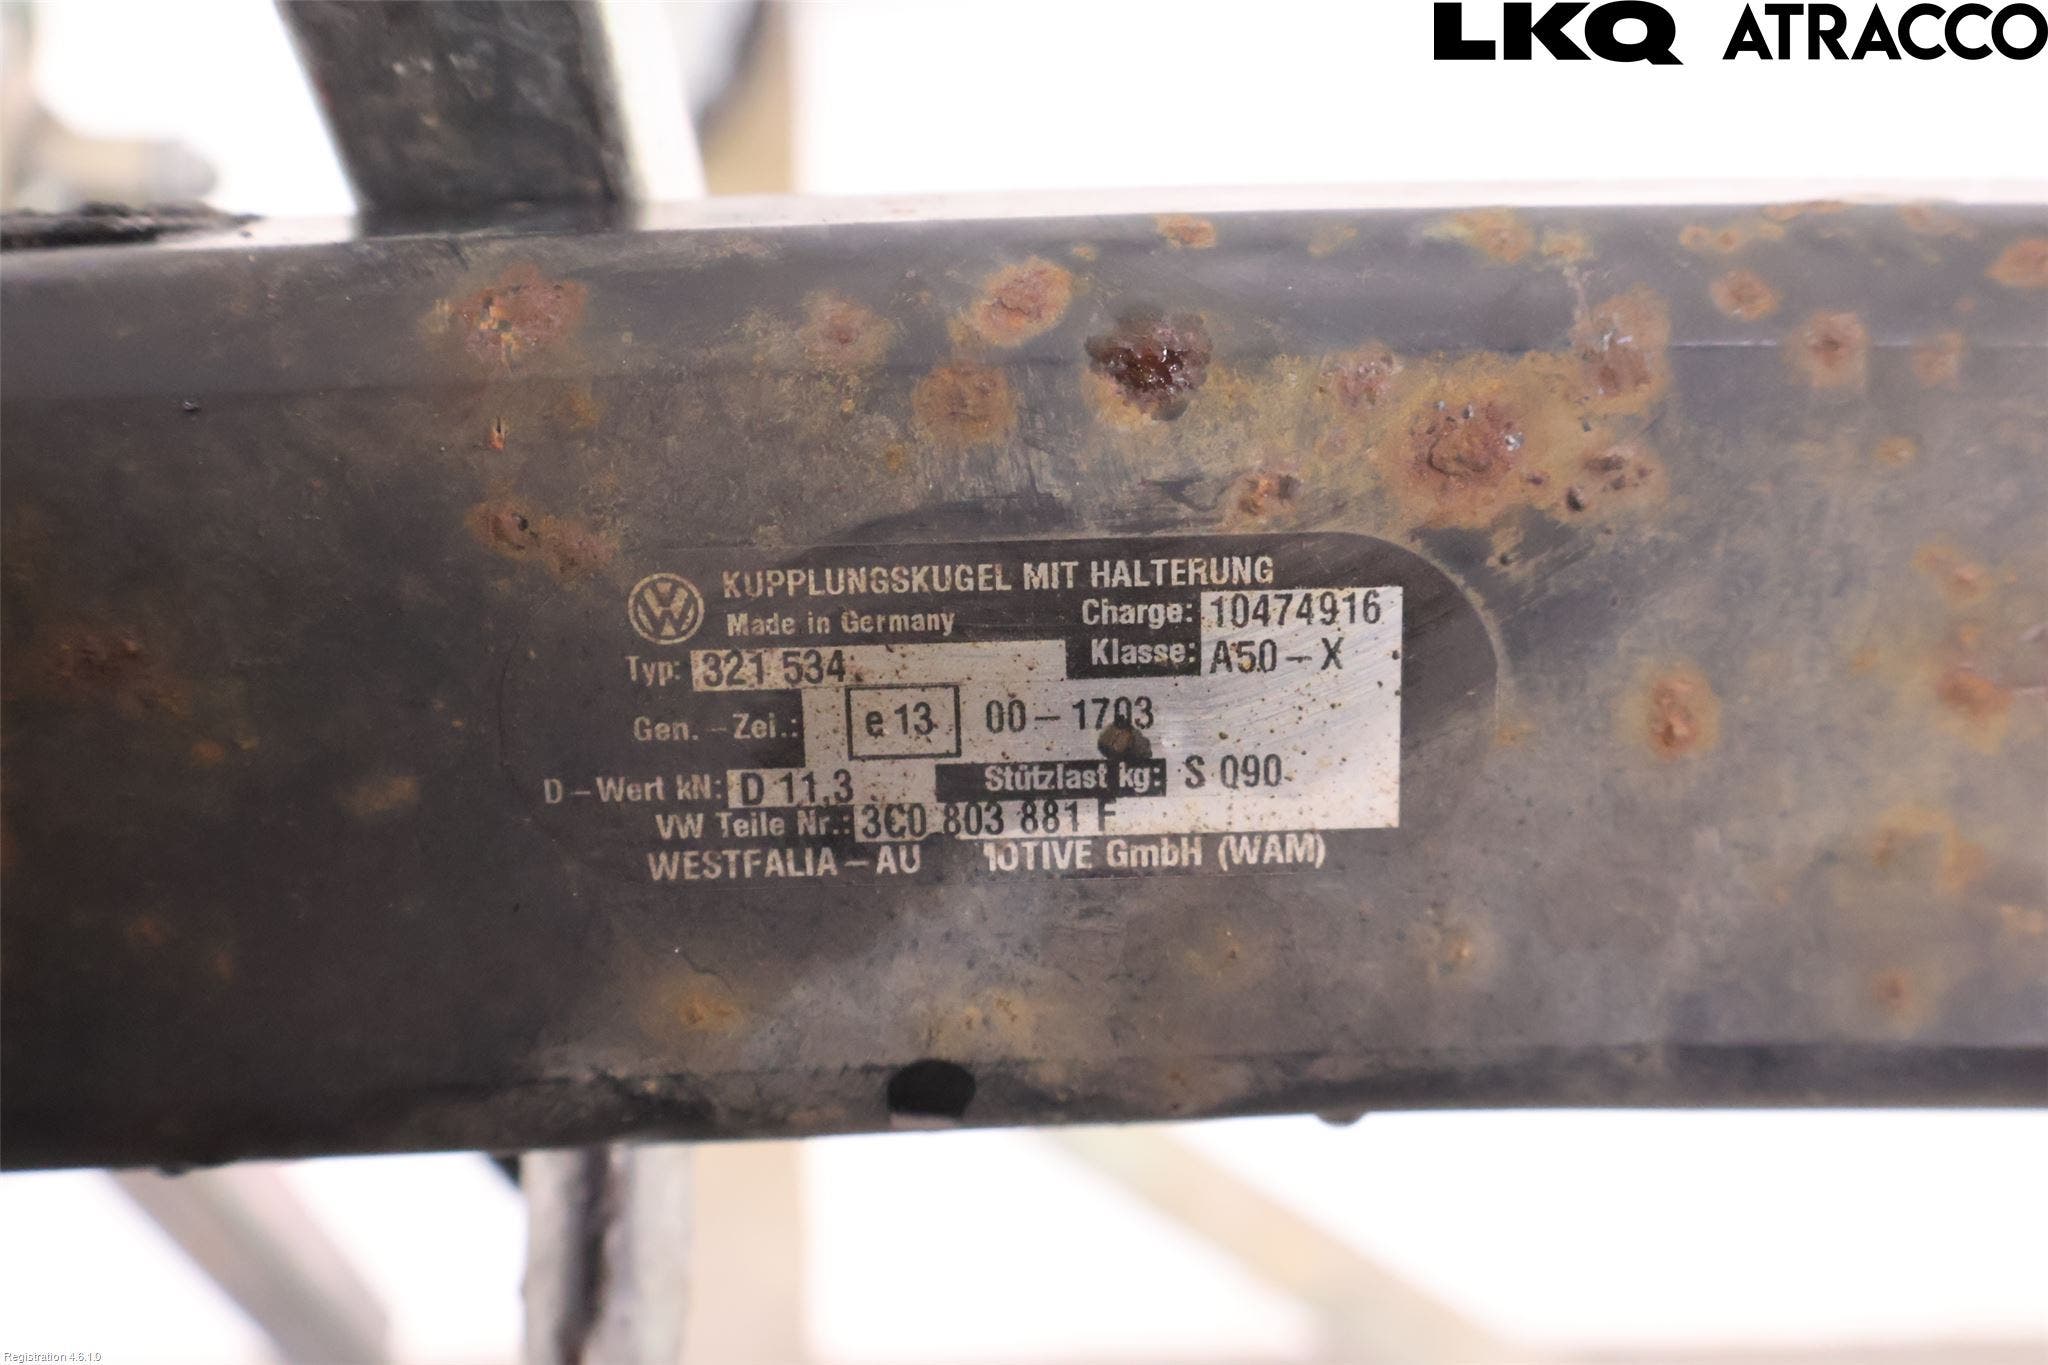 LKQ ATRACCO
KUPPLUNGSKUGEL MIT HALTERUNG
Made in Germany
Charge: 10474916
Typ: 321 534
Klasse: A50-X
Gen.-Zei.: e 13 00-1703
D-Wert kN: D 11.3
Stützlast kg: S 090
VW Teile Nr.: 3C0 803 881 F
WESTFALIA-AU OTIVE GmbH (WAM)
Registration 4.6.1.0